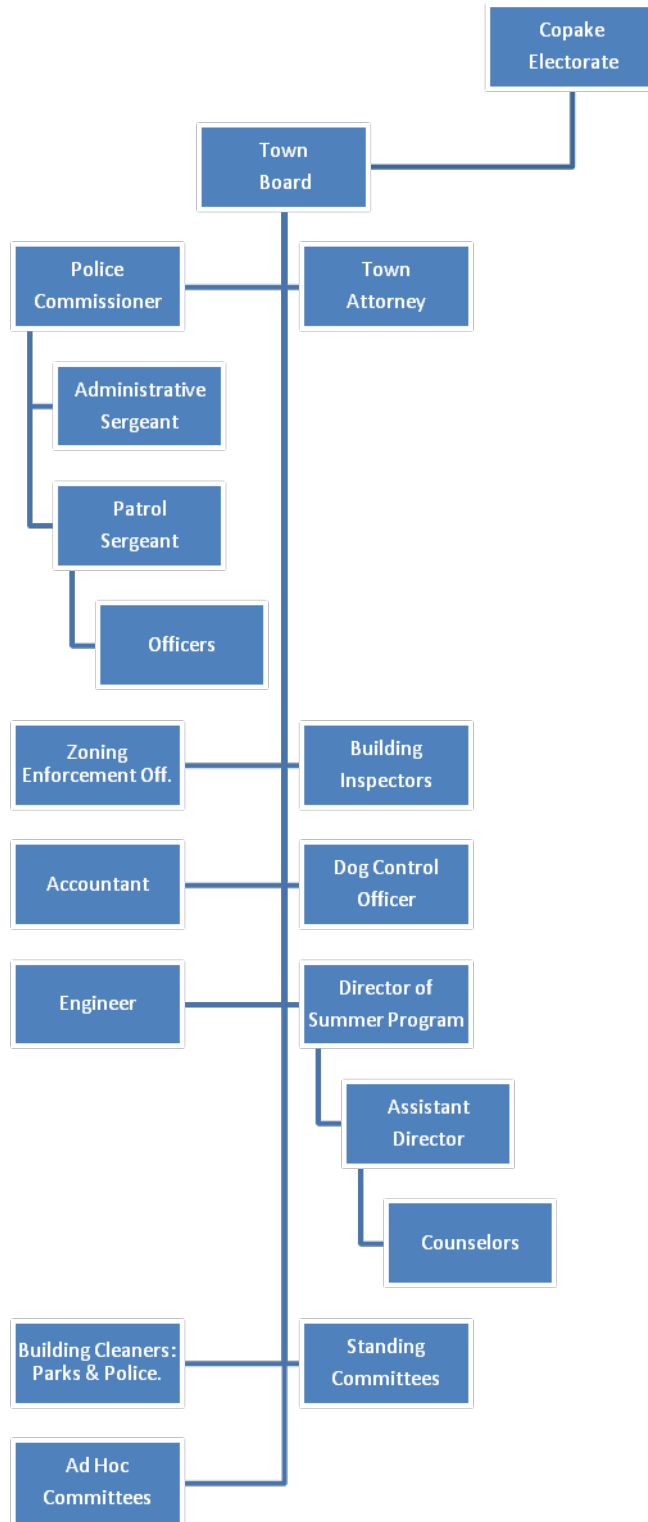 Copake
Electorate
Town
Board
Police
Commissioner
Town
Attorney
Administrative
Sergeant
Patrol
Sergeant
Officers
Zoning
Enforcement Off.
Building
Inspectors
Accountant
Dog Control
Officer
Engineer
Director of
Summer Program
Assistant
Director
Counselors
Building Cleaners:
Parks & Police.
Standing
Committees
Ad Hoc
Committees